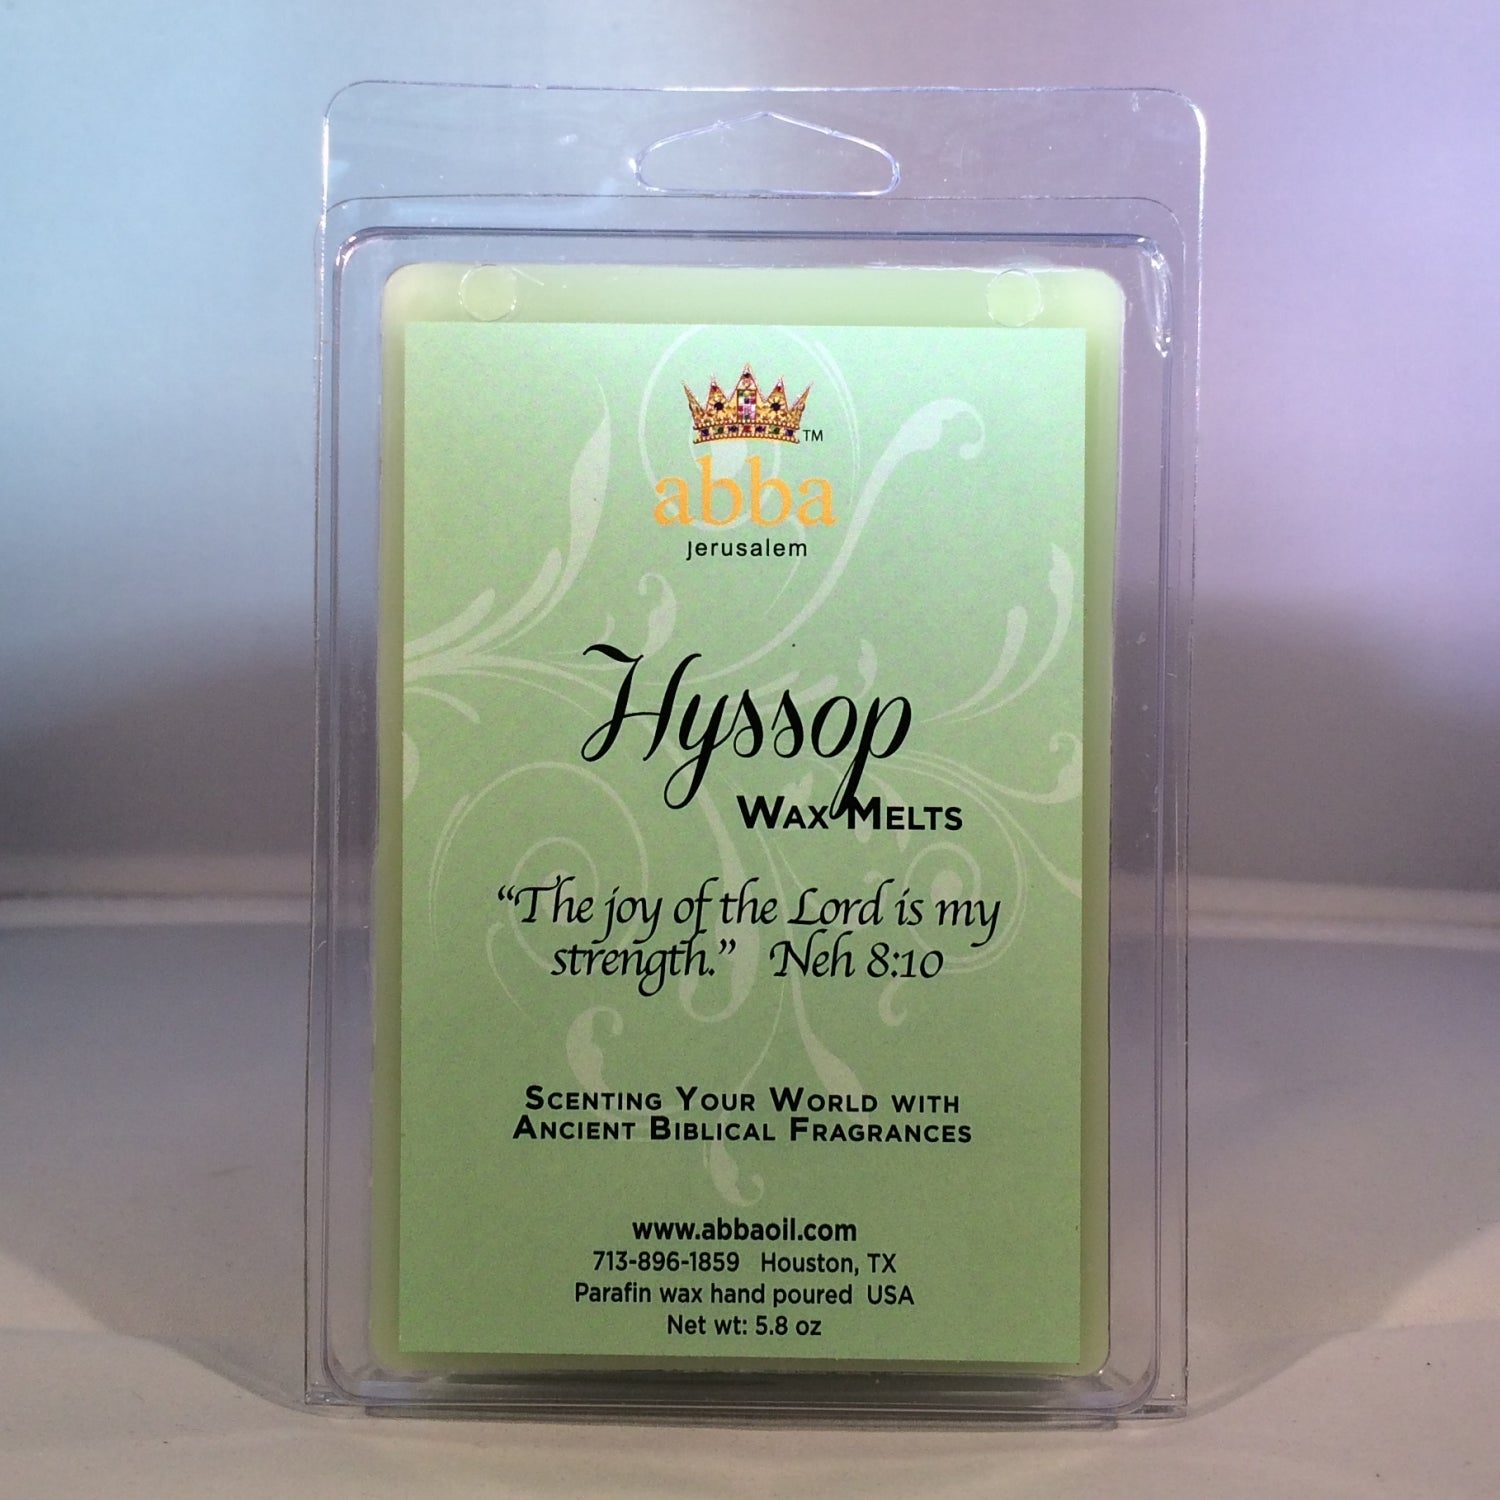 TM
abba
Jerusalem
Hyssop
WAX MELTS
“The joy of the Lord is my
strength.” Neh 8:10
SCENTING YOUR WORLD WITH
ANCIENT BIBLICAL FRAGRANCES
www.abbaoil.com
713-896-1859 Houston, TX
Parafin wax hand poured USA
Net wt: 5.8 oz